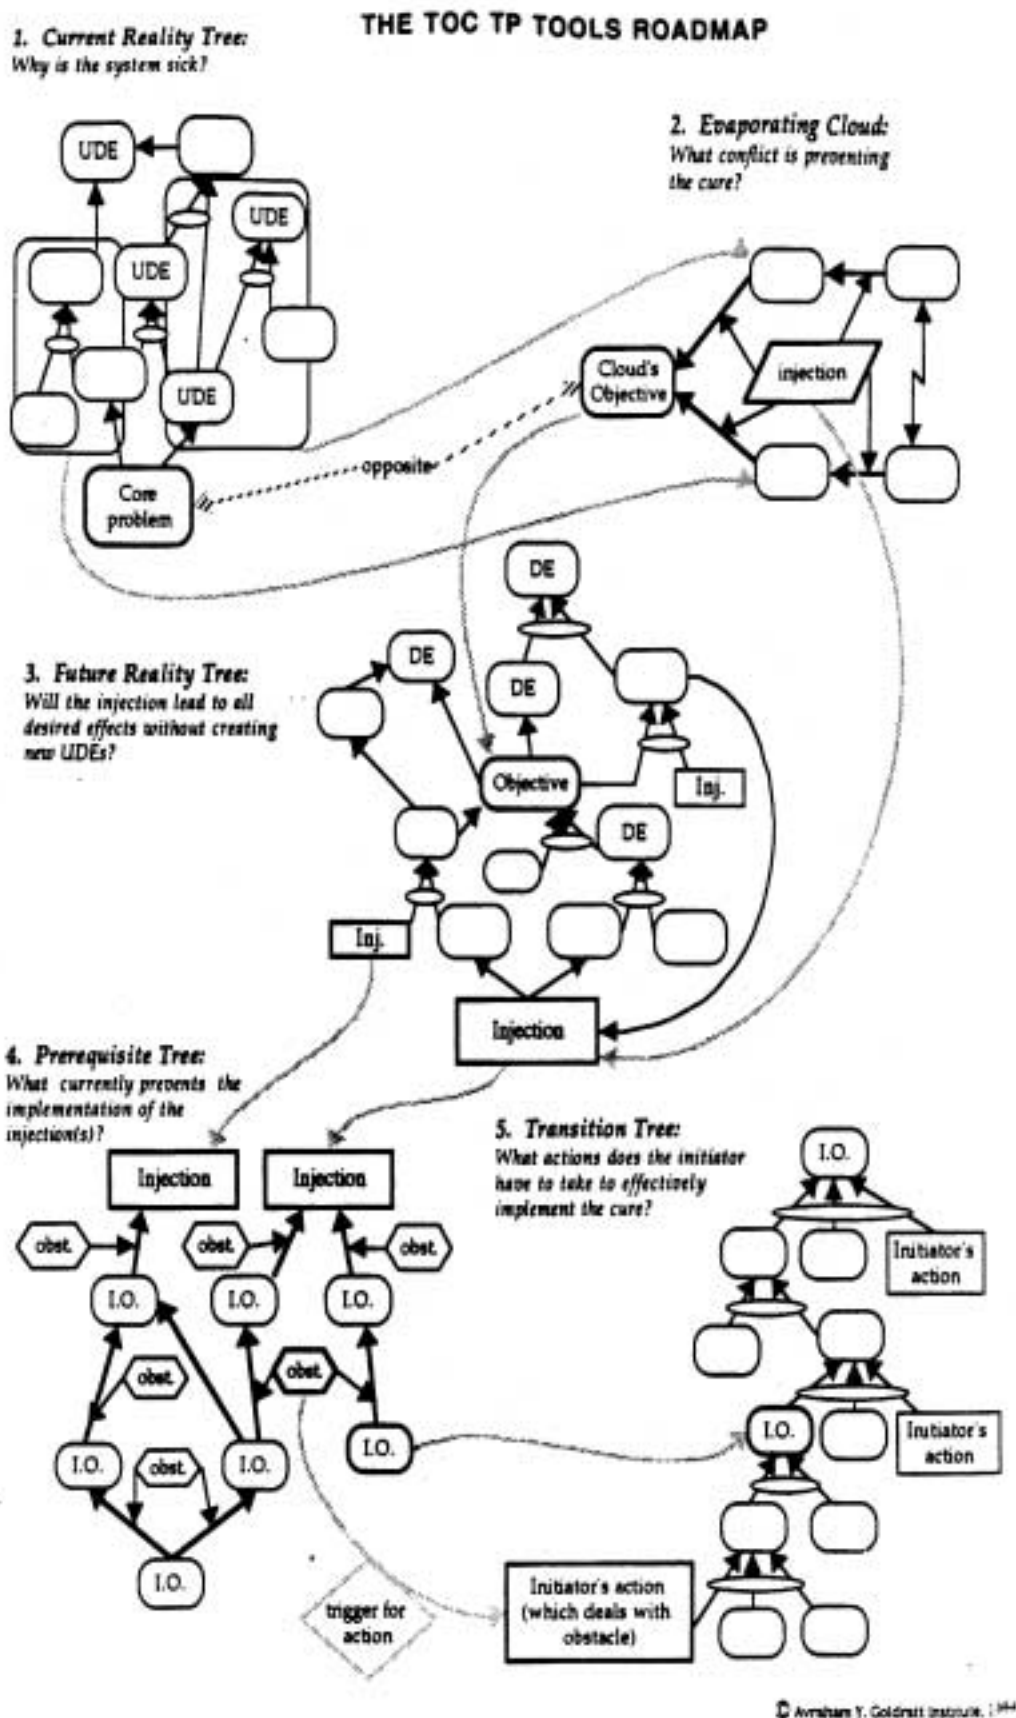 THE TOC TP TOOLS ROADMAP
1. Current Reality Tree:
Why is the system sick?
UDE
UDE
UDE
UDE
Core
problem
2. Evaporating Cloud:
What conflict is preventing
the cure?
Cloud's
Objective
injection
opposite
3. Future Reality Tree:
Will the injection lead to all
desired effects without creating
new UDEs?
DE
DE
DE
Objective
Inj.
DE
Inj.
Injection
4. Prerequisite Tree:
What currently prevents the
implementation of the
injection(s)?
Injection
Injection
obst.
obst.
obst.
I.O.
I.O.
I.O.
obst.
obst.
I.O.
obst.
I.O.
I.O.
I.O.
trigger for
action
5. Transition Tree:
What actions does the initiator
have to take to effectively
implement the cure?
I.O.
Initiator's
action
I.O.
Initiator's
action
Initiator's action
(which deals with
obstacle)
© Avraham Y. Goldratt Institute,